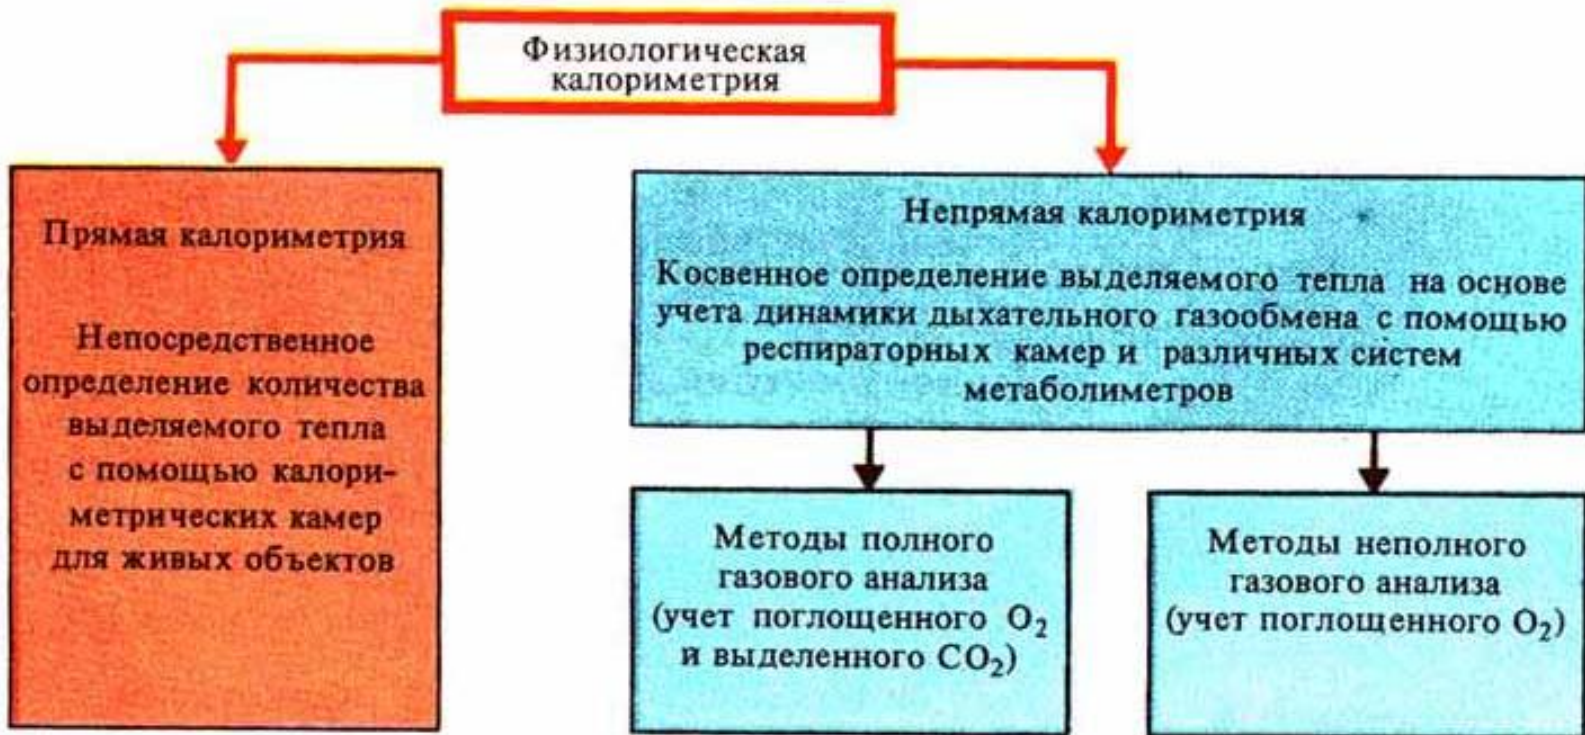 Физиологическая
калориметрия
Прямая калориметрия
Непосредственное
определение количества
выделяемого тепла
с помощью калори-
метрических камер
для живых объектов
Непрямая калориметрия
Косвенное определение выделяемого тепла на основе
учета динамики дыхательного газообмена с помощью
респираторных камер и различных систем
метаболиметров
Методы полного
газового анализа
(учет поглощенного O₂
и выделенного CO₂)
Методы неполного
газового анализа
(учет поглощенного O₂)